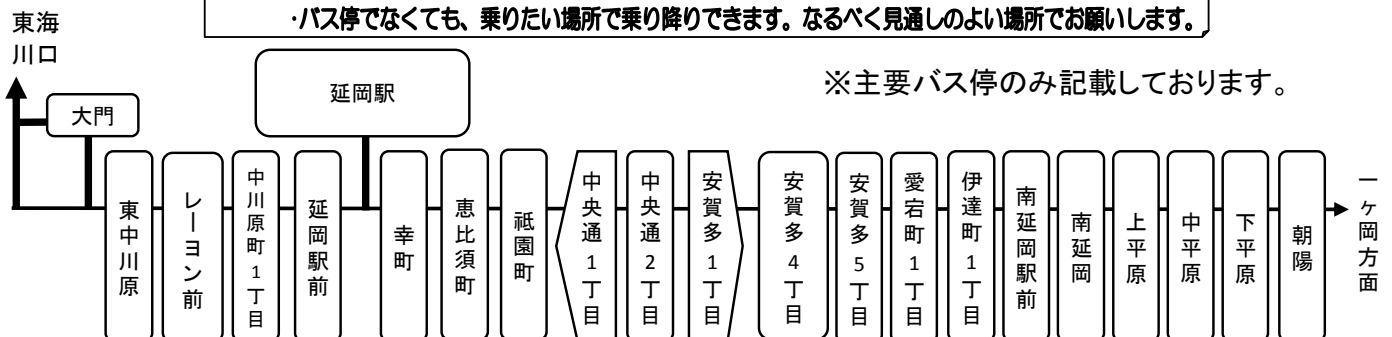 ・バス停でなくても、乗りたい場所で乗り降りできます。なるべく見通しのよい場所でお願いします。
東海
川口
延岡駅
※主要バス停のみ記載しております。
大門
東中川原
レーヨン前
中川原町1丁目
延岡駅前
幸町
恵比須町
祗園町
中央通1丁目
中央通2丁目
安賀多1丁目
安賀多4丁目
安賀多5丁目
愛宕町1丁目
伊達町1丁目
南延岡駅前
南延岡
上平原
中平原
下平原
朝陽
一ヶ岡方面